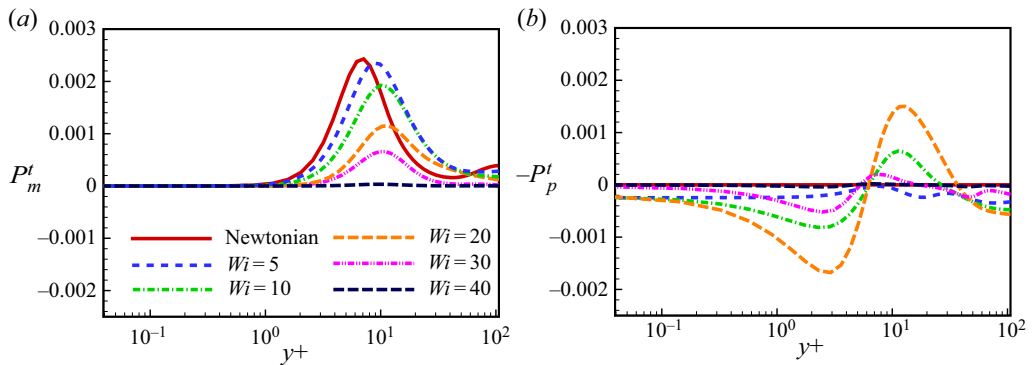 (a)
0.003
0.002
0.001
0
−0.001
−0.002
P_m^t
Newtonian
Wi = 5
Wi = 10
Wi = 20
Wi = 30
Wi = 40
10^{-1} 10^0 10^1 10^2
y+
(b)
0.003
0.002
0.001
0
−0.001
−0.002
−P_p^t
10^{-1} 10^0 10^1 10^2
y+